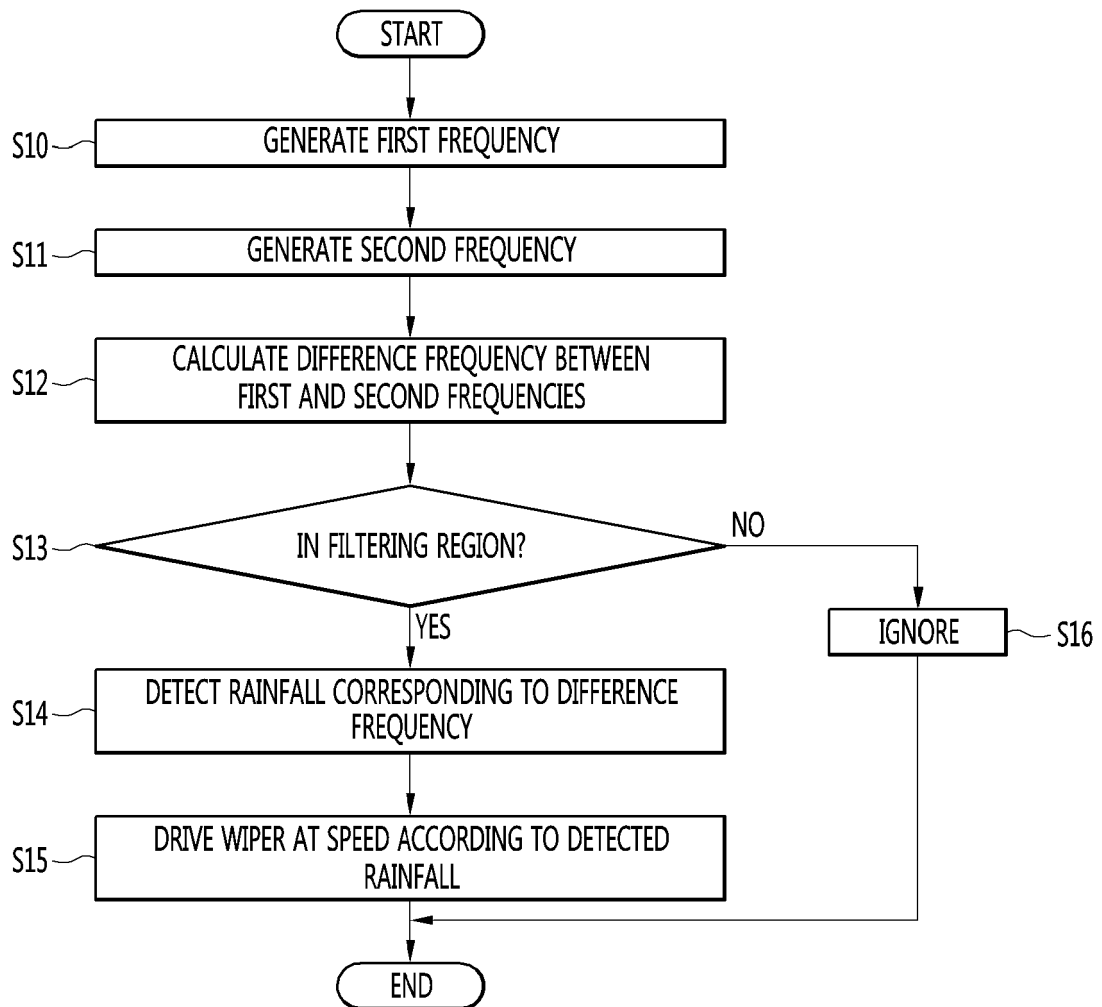 START
S10
GENERATE FIRST FREQUENCY
S11
GENERATE SECOND FREQUENCY
S12
CALCULATE DIFFERENCE FREQUENCY BETWEEN
FIRST AND SECOND FREQUENCIES
S13
IN FILTERING REGION?
NO
YES
IGNORE
S16
S14
DETECT RAINFALL CORRESPONDING TO DIFFERENCE
FREQUENCY
S15
DRIVE WIPER AT SPEED ACCORDING TO DETECTED
RAINFALL
END